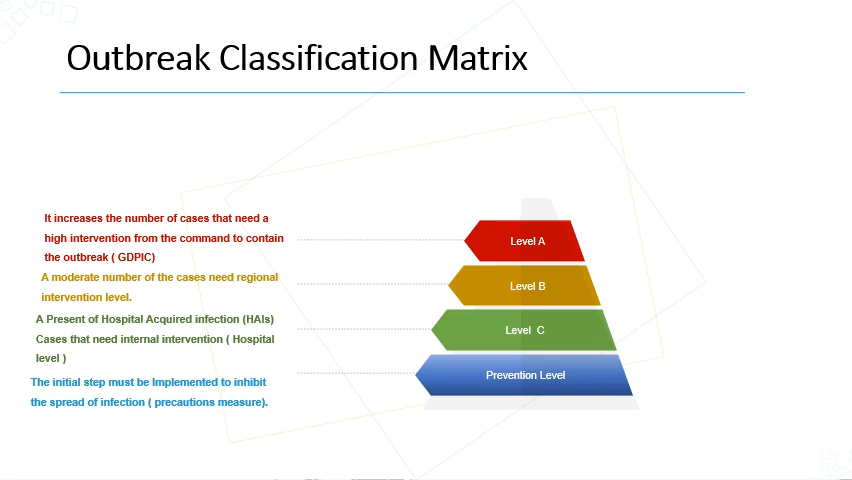 Outbreak Classification Matrix
It increases the number of cases that need a
high intervention from the command to contain
the outbreak ( GDPIC)
A moderate number of the cases need regional
intervention level.
A Present of Hospital Acquired infection (HAIs)
Cases that need internal intervention ( Hospital
level )
The initial step must be Implemented to inhibit
the spread of infection ( precautions measure).
Level A
Level B
Level C
Prevention Level